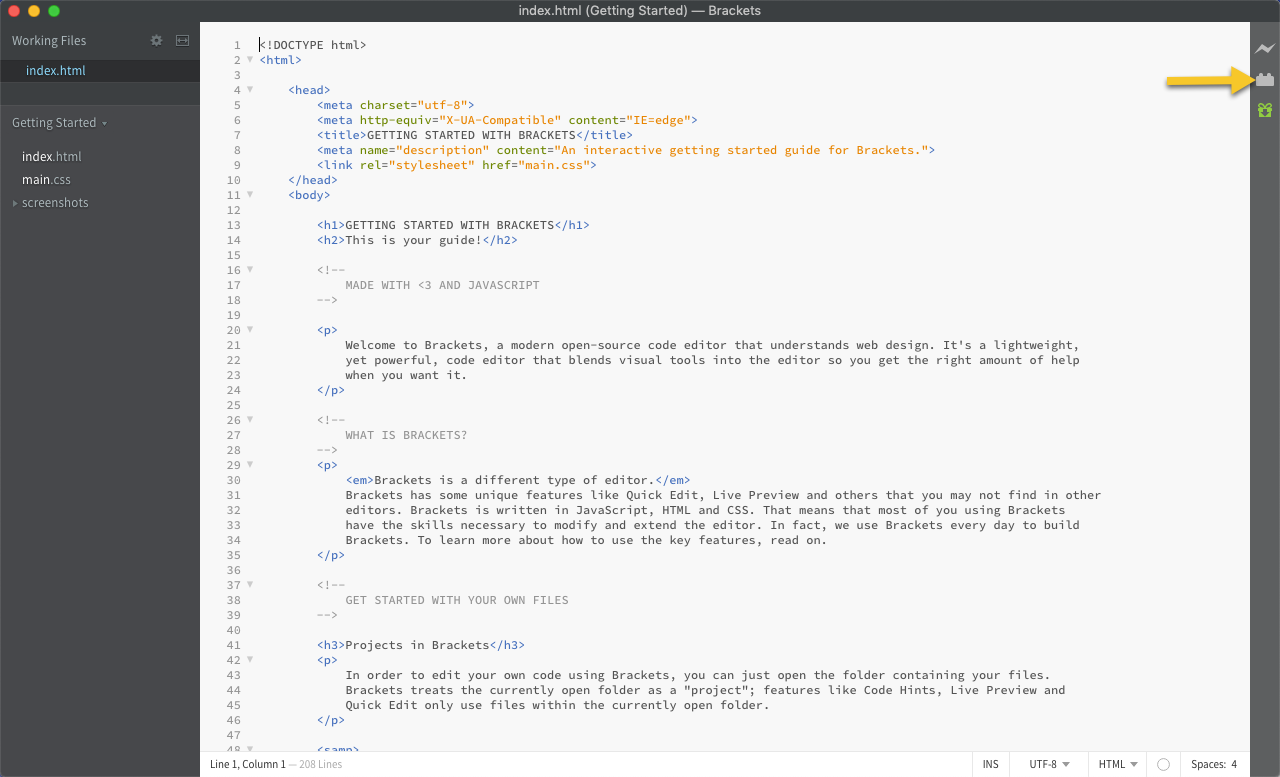 index.html (Getting Started) — Brackets
Working Files
index.html
Getting Started
index.html
main.css
screenshots
1 <!DOCTYPE html>
2 <html>
3
4 <head>
5 <meta charset="utf-8">
6 <meta http-equiv="X-UA-Compatible" content="IE=edge">
7 <title>GETTING STARTED WITH BRACKETS</title>
8 <meta name="description" content="An interactive getting started guide for Brackets.">
9 <link rel="stylesheet" href="main.css">
10 </head>
11 <body>
12
13 <h1>GETTING STARTED WITH BRACKETS</h1>
14 <h2>This is your guide!</h2>
15
16 <!--
17 MADE WITH <3 AND JAVASCRIPT
18 -->
19
20 <p>
21 Welcome to Brackets, a modern open-source code editor that understands web design. It's a lightweight,
22 yet powerful, code editor that blends visual tools into the editor so you get the right amount of help
23 when you want it.
24 </p>
25
26 <!--
27 WHAT IS BRACKETS?
28 -->
29 <p>
30 <em>Brackets is a different type of editor.</em>
31 Brackets has some unique features like Quick Edit, Live Preview and others that you may not find in other
32 editors. Brackets is written in JavaScript, HTML and CSS. That means that most of you using Brackets
33 have the skills necessary to modify and extend the editor. In fact, we use Brackets every day to build
34 Brackets. To learn more about how to use the key features, read on.
35 </p>
36
37 <!--
38 GET STARTED WITH YOUR OWN FILES
39 -->
40
41 <h3>Projects in Brackets</h3>
42 <p>
43 In order to edit your own code using Brackets, you can just open the folder containing your files.
44 Brackets treats the currently open folder as a "project"; features like Code Hints, Live Preview and
45 Quick Edit only use files within the currently open folder.
46 </p>
47
48 <samp>
Line 1, Column 1 — 208 Lines
INS
UTF-8
HTML
Spaces: 4